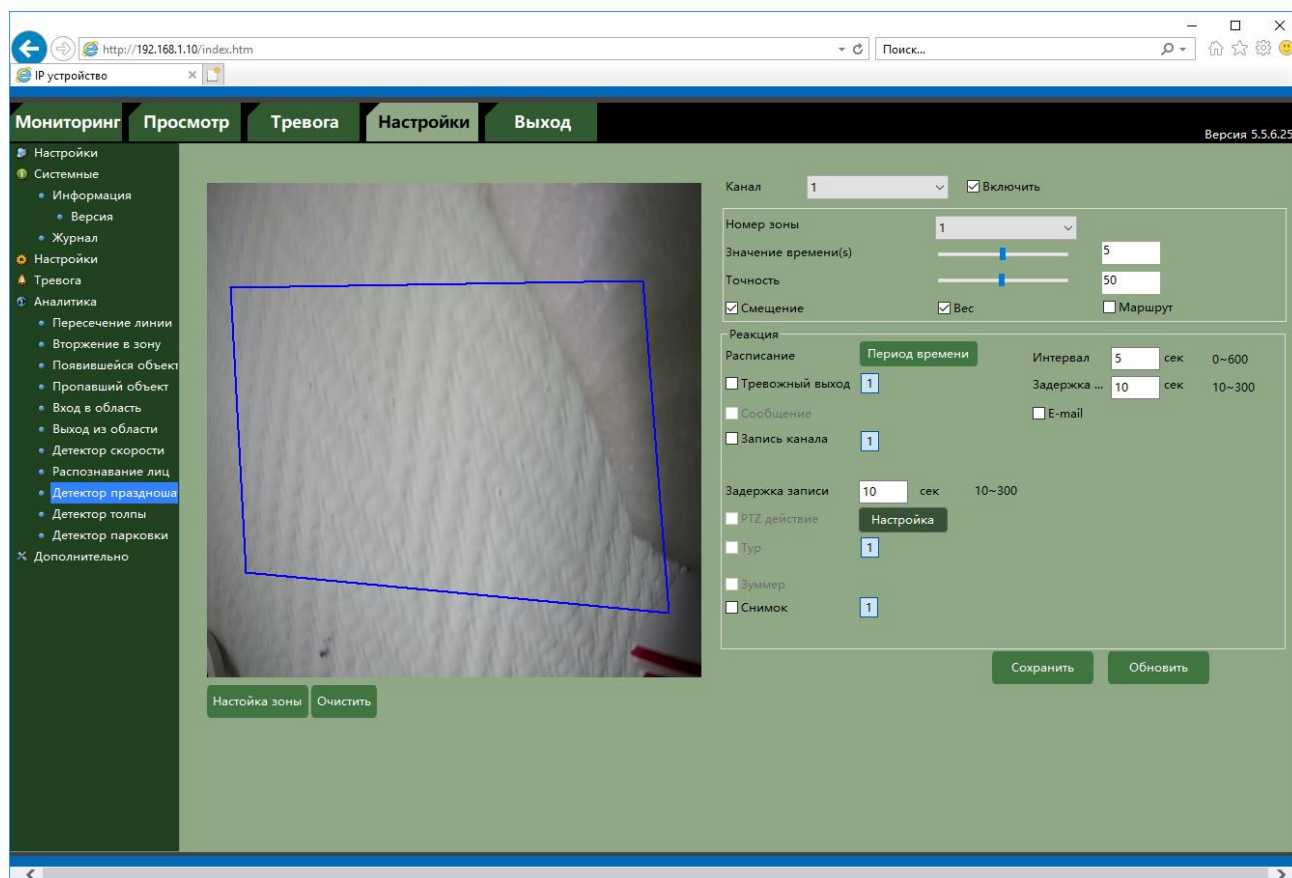 http://192.168.1.10/index.htm
Поиск...
IP устройство
Мониторинг Просмотр Тревога Настройки Выход
Версия 5.5.6.25
Настройки
Системные
Информация
Версия
Журнал
Настройки
Тревога
Аналитика
Пересечение линии
Вторжение в зону
Появившейся объект
Пропавший объект
Вход в область
Выход из области
Детектор скорости
Распознавание лиц
Детектор праздноша
Детектор толпы
Детектор парковки
Дополнительно
Настойка зоны Очистить
Канал 1 Включить
Номер зоны 1
Значение времени(s) 5
Точность 50
Смещение Вес Маршрут
Реакция
Расписание Период времени Интервал 5 сек 0~600
Тревожный выход 1 Задержка ... 10 сек 10~300
Сообщение E-mail
Запись канала 1
Задержка записи 10 сек 10~300
PTZ действие Настройка
Тур 1
Зуммер
Снимок 1
Сохранить Обновить